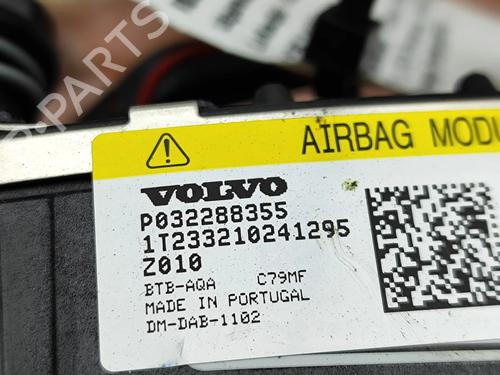 PARTS
AIRBAG MODU
VOLVO
P032288355
1T233210241295
Z010
BTB-AQA C79MF
MADE IN PORTUGAL
DM-DAB-1102